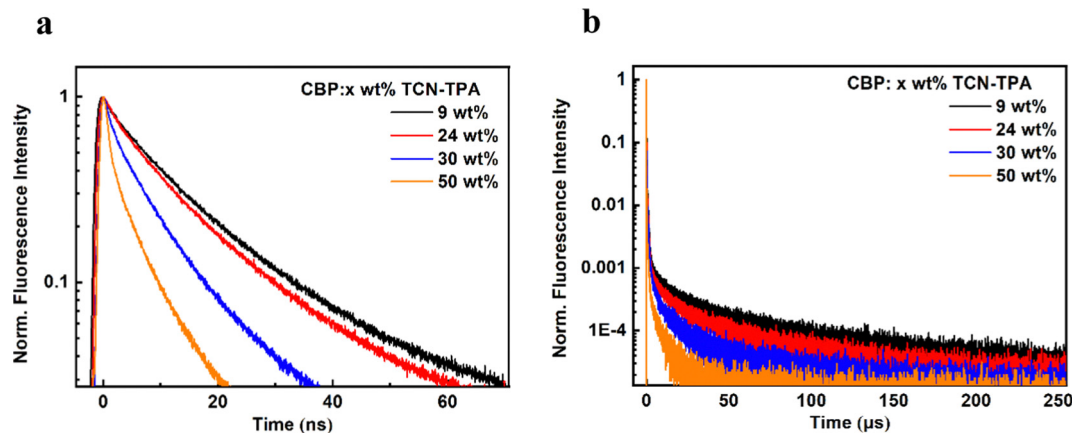 a
CBP:x wt% TCN-TPA
9 wt%
24 wt%
30 wt%
50 wt%
1
0.1
Norm. Fluorescence Intensity
0
20
40
60
Time (ns)
b
CBP: x wt% TCN-TPA
9 wt%
24 wt%
30 wt%
50 wt%
1
0.1
0.01
0.001
1E-4
Norm. Fluorescence Intensity
0
50
100
150
200
250
Time (μs)